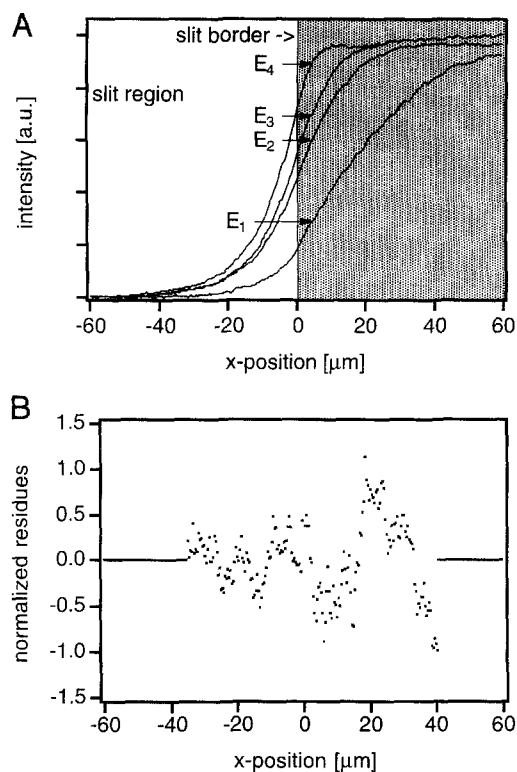 A
slit border ->
E4
slit region
E3
E2
E1
intensity [a.u.]
-60
-40
-20
0
20
40
60
x-position [μm]
B
1.5
1.0
0.5
0.0
-0.5
-1.0
-1.5
normalized residues
-60
-40
-20
0
20
40
60
x-position [μm]